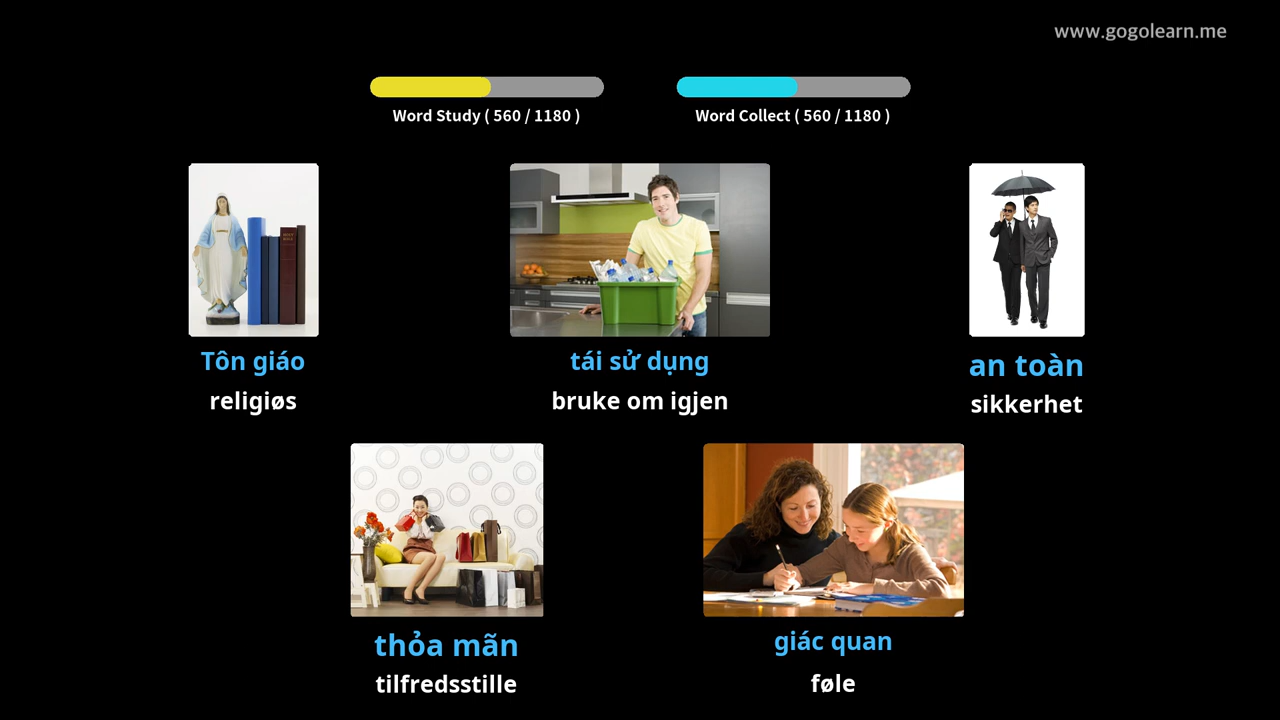 www.gogolearn.me
Word Study ( 560 / 1180 )
Word Collect ( 560 / 1180 )
Tôn giáo
religiøs
tái sử dụng
bruke om igjen
an toàn
sikkerhet
thỏa mãn
tilfredsstille
giác quan
føle